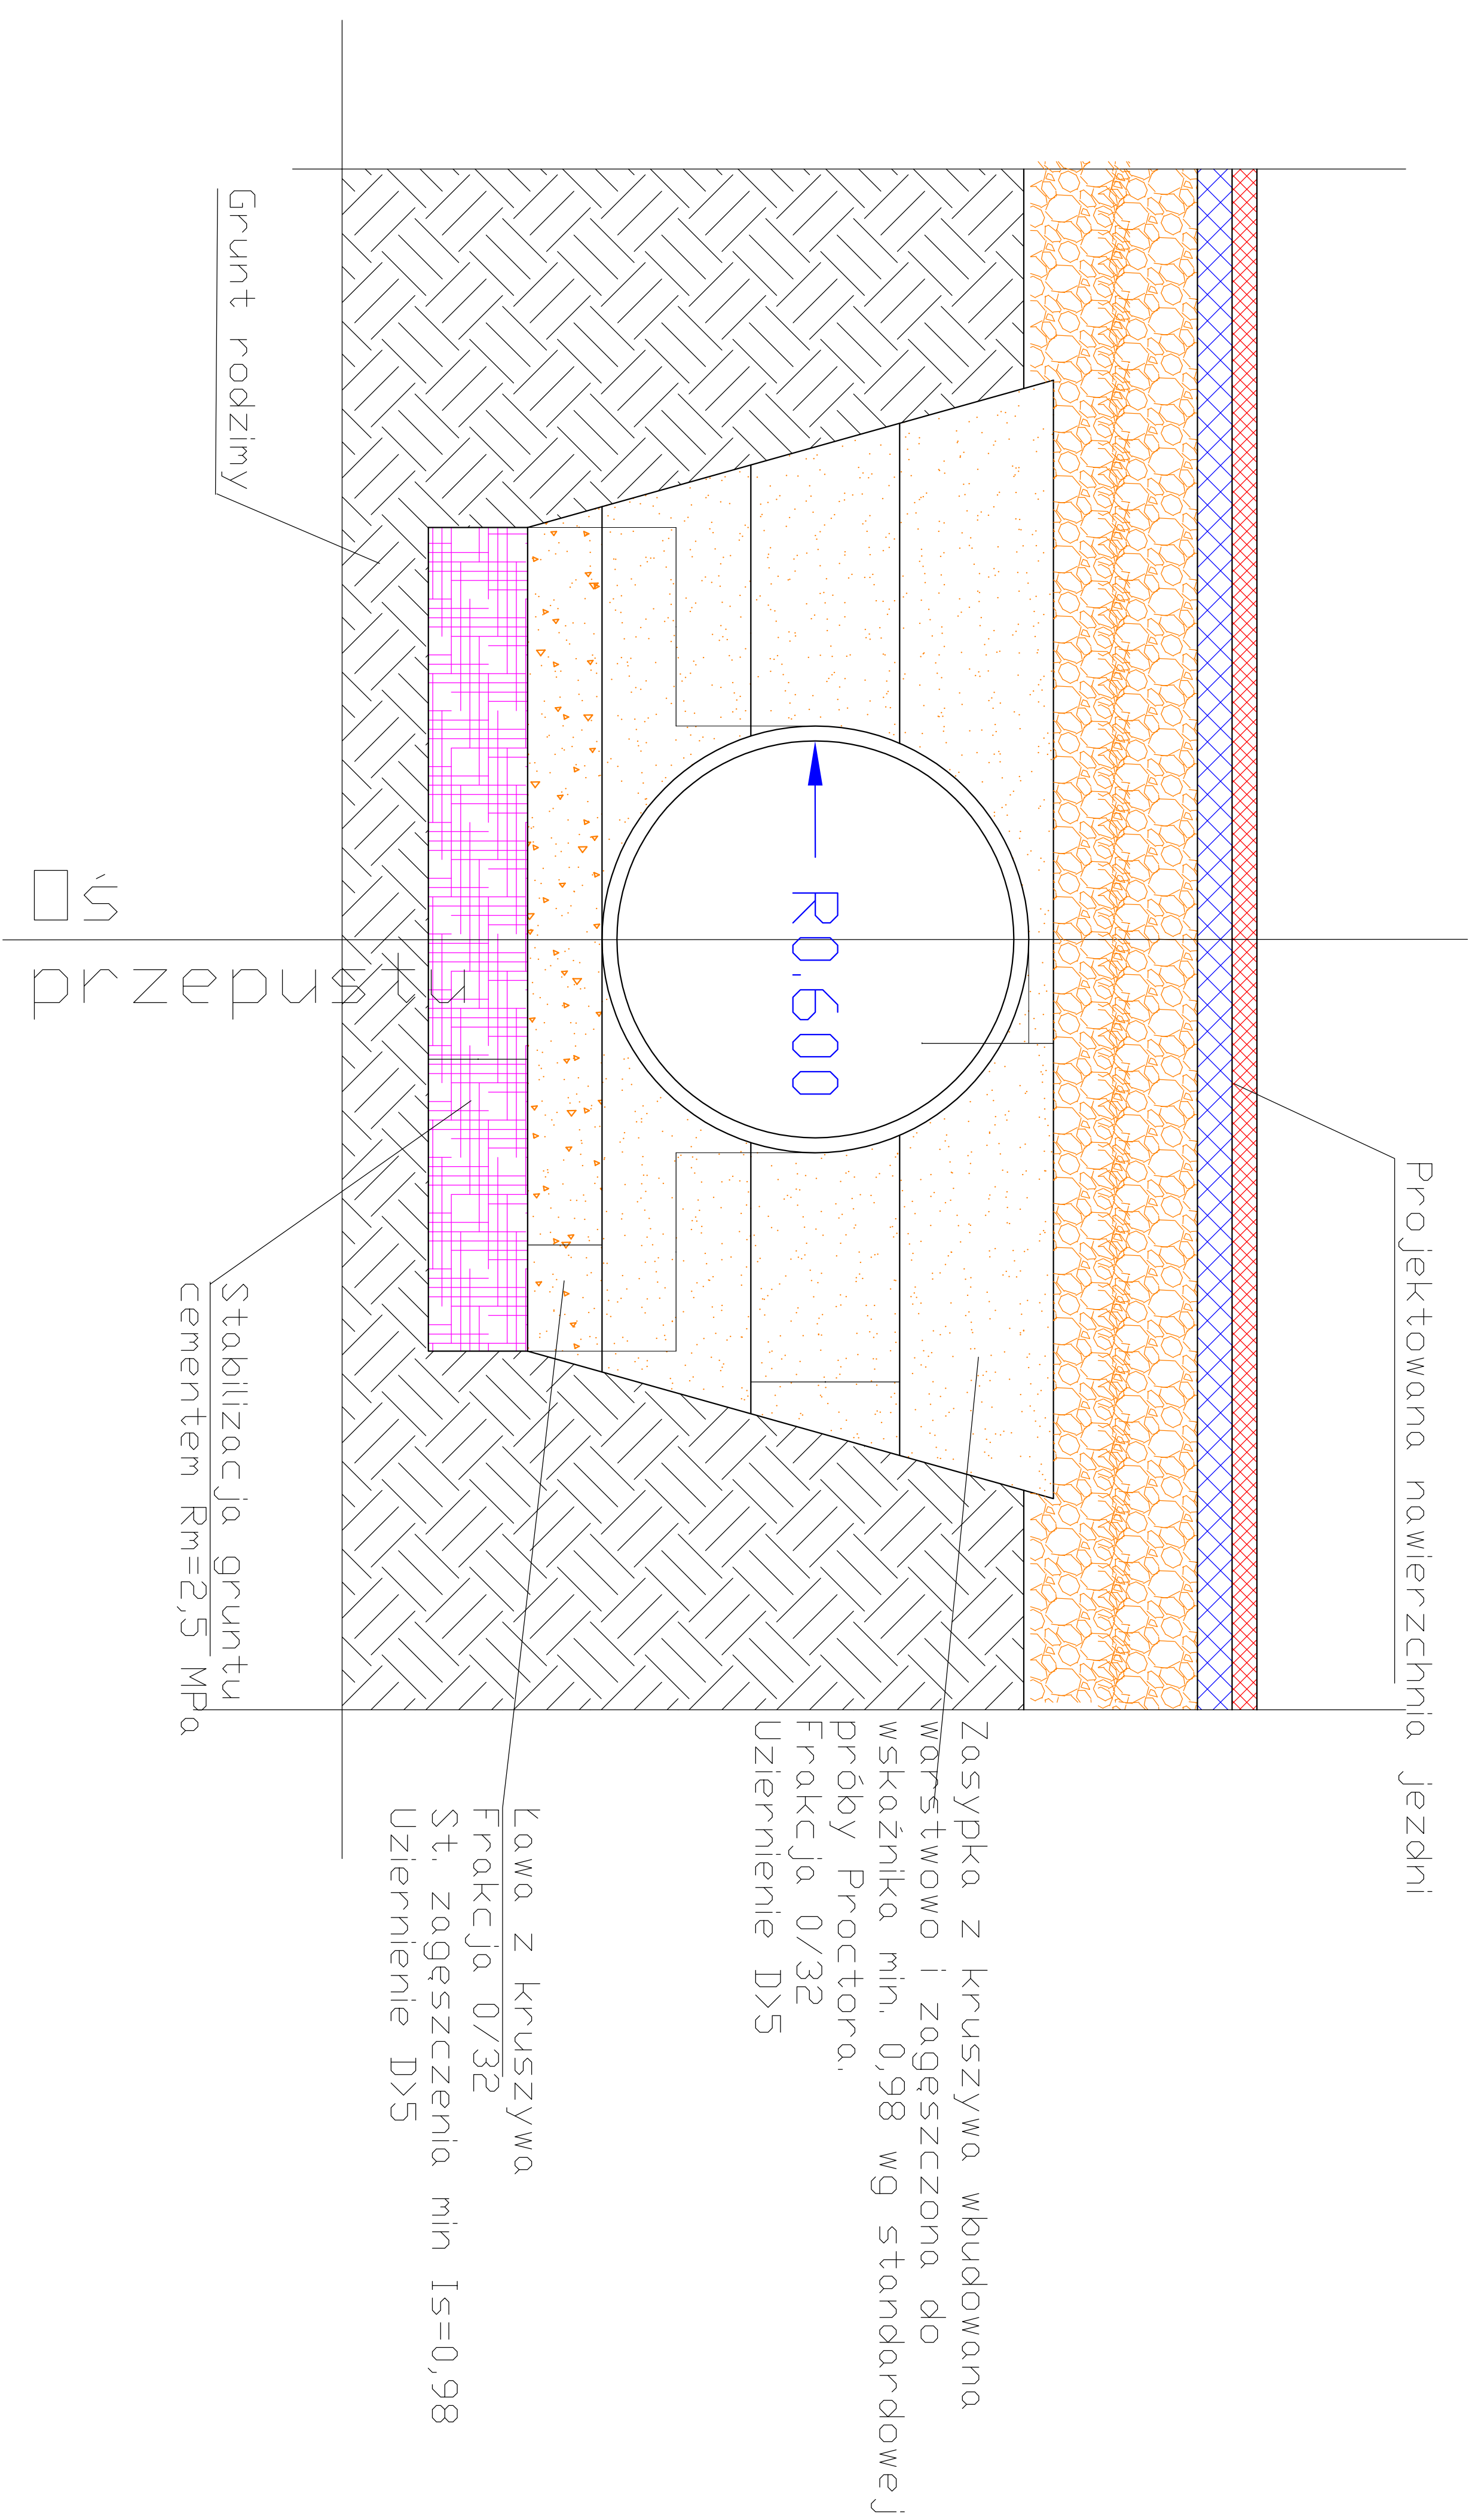 Projektowana nawierzchnia jezdni
Zasypka z kruszywa wbudowana
warstwowo i zagęszczona do
wskaźnika min. 0,98 wg standardowej
próby Proctora.
Frakcja 0/32
Uziernienie D>5
R0.600
Ława z kruszywa
Frakcja 0/32
St. zagęszczenia min Is=0,98
Uziernienie D>5
Grunt rodzimy
Stabilizacja gruntu
cementem Rm=2,5 MPa
Oś
przepustu